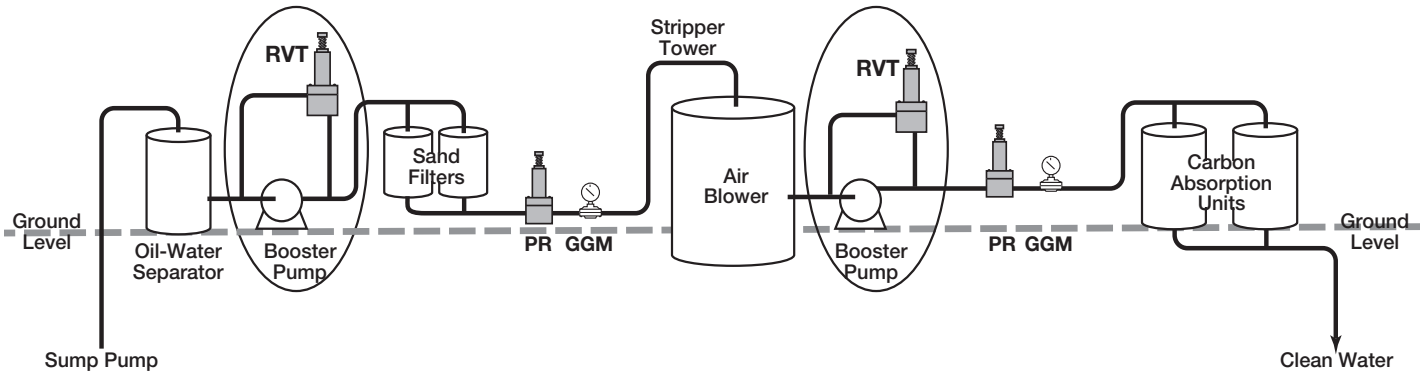 Stripper
Tower
RVT
RVT
Sand
Filters
Air
Blower
Carbon
Absorption
Units
Ground
Level
Ground
Level
PR GGM
PR GGM
Oil-Water
Separator
Booster
Pump
Booster
Pump
Sump Pump
Clean Water